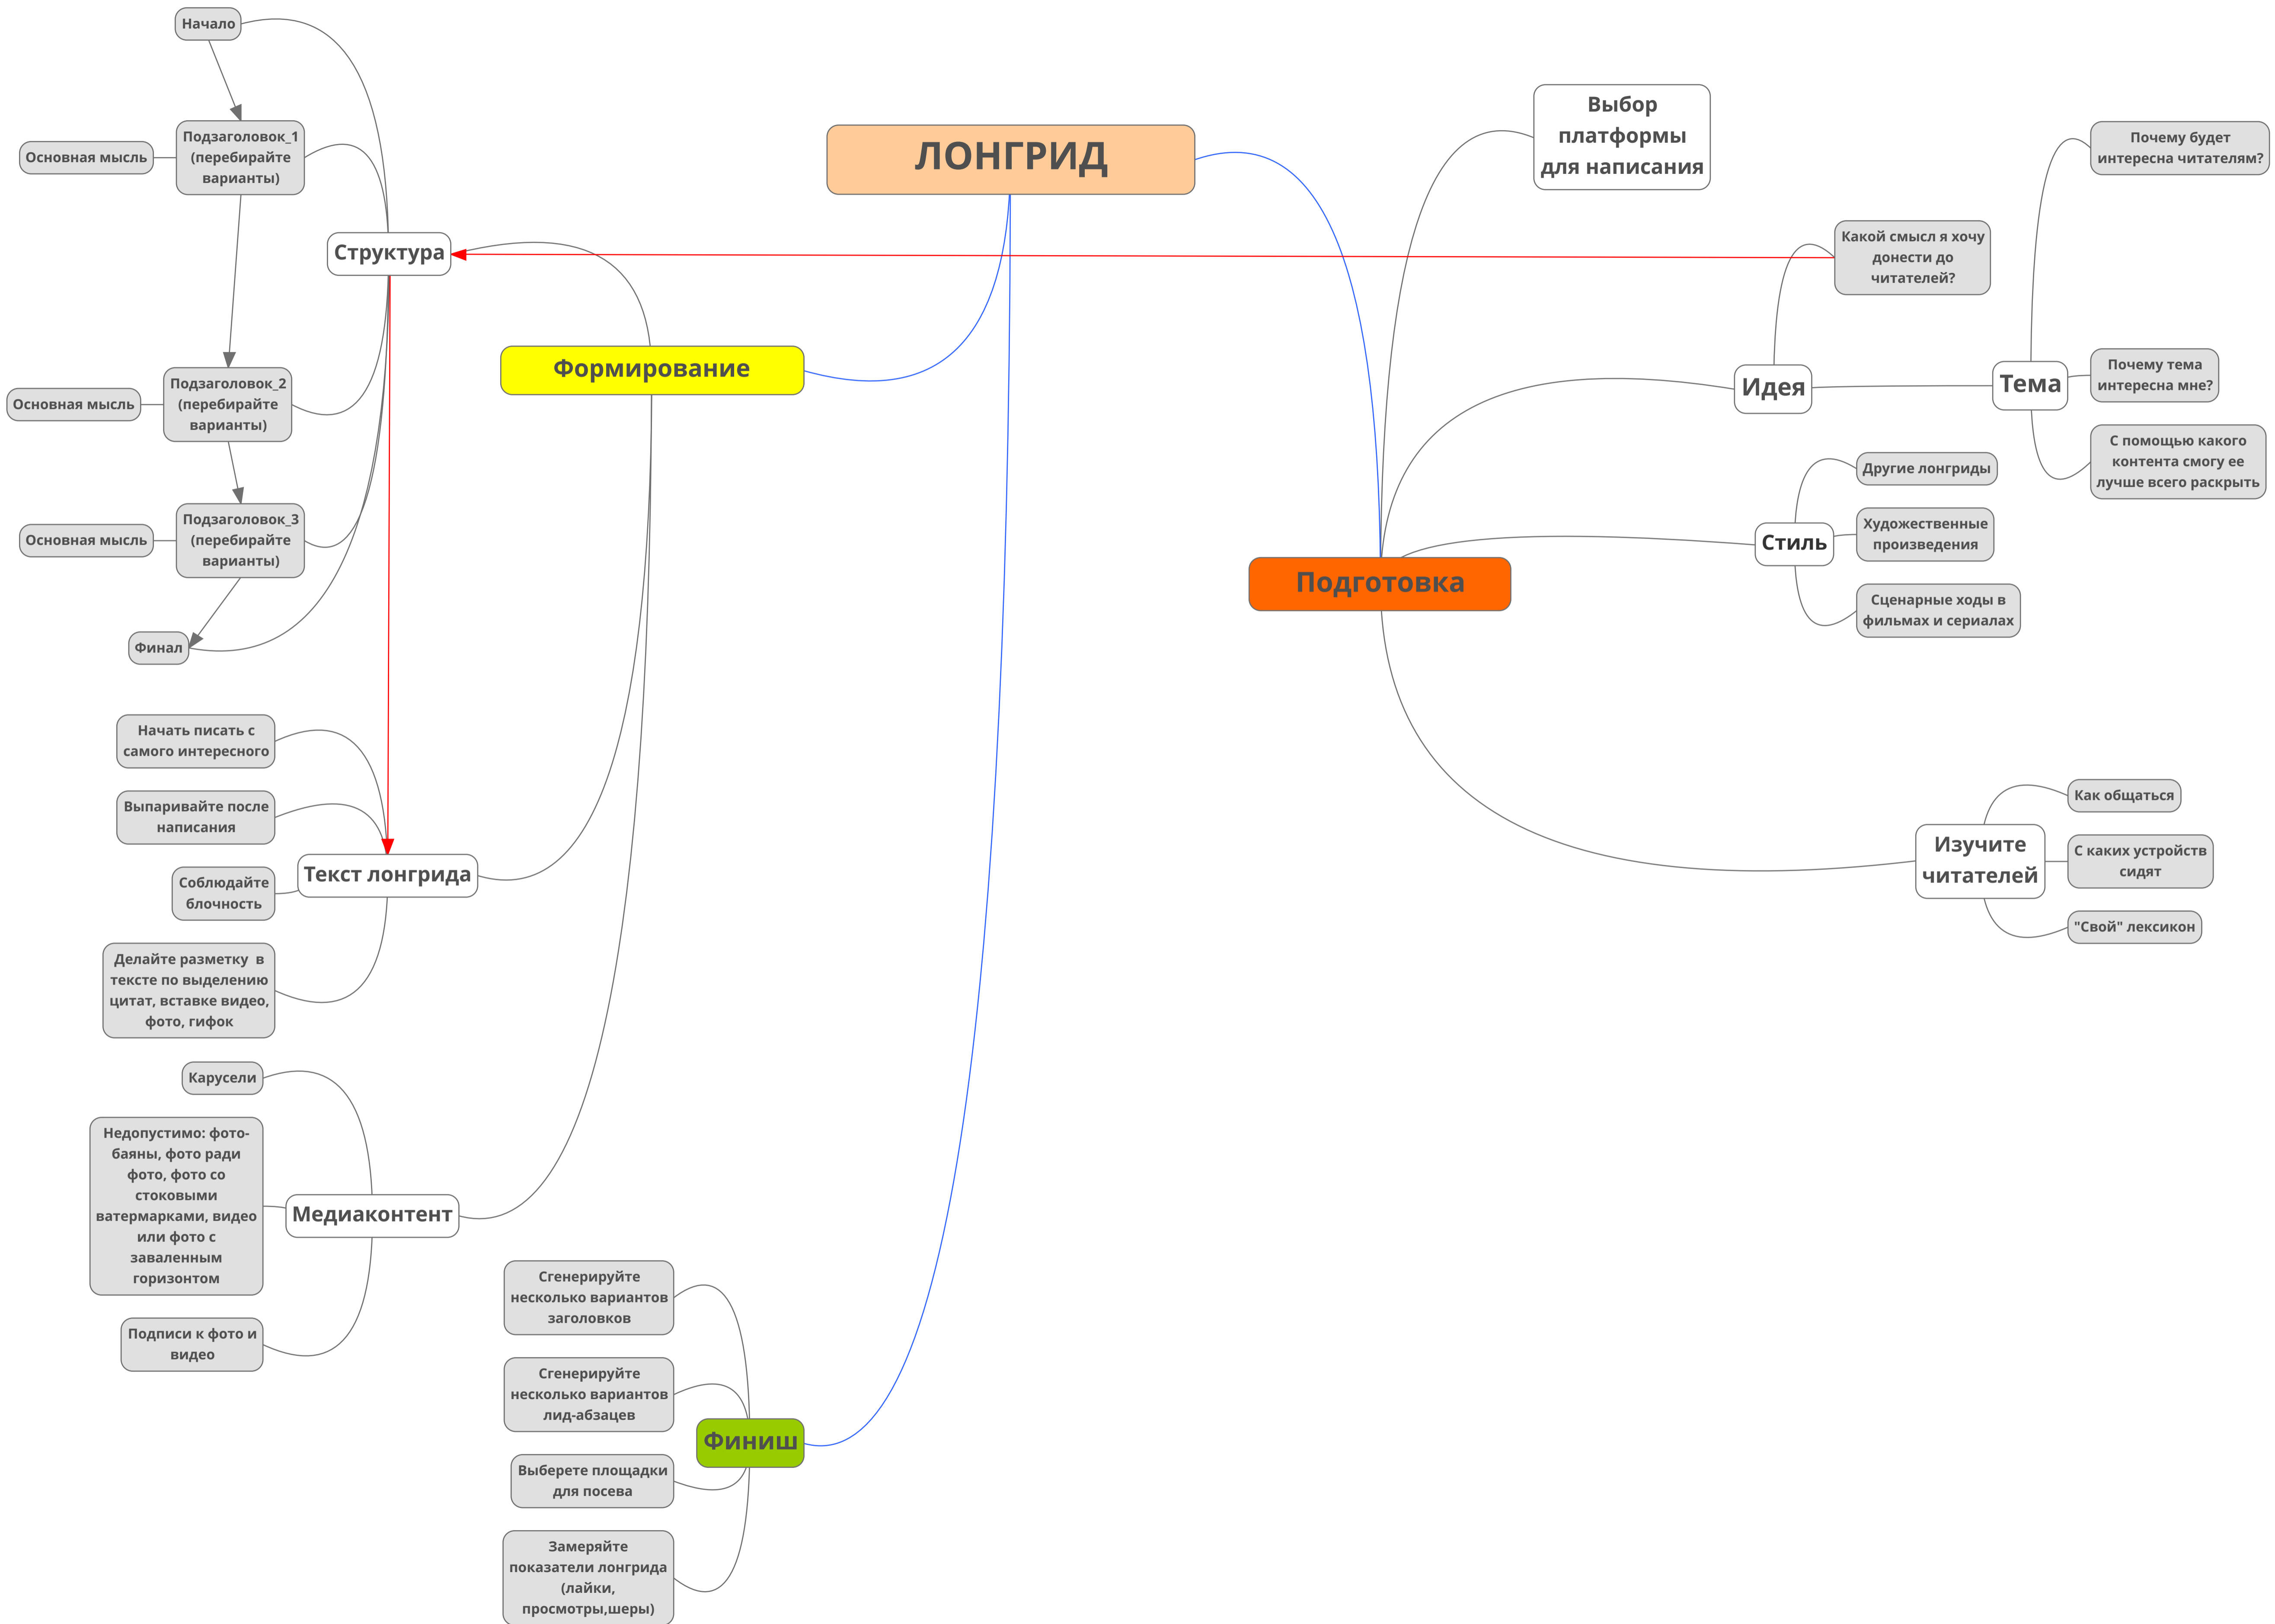 ЛОНГРИД
Подготовка
Выбор
платформы
для написания
Идея
Какой смысл я хочу
донести до
читателей?
Тема
Почему будет
интересна читателям?
Почему тема
интересна мне?
С помощью какого
контента смогу ее
лучше всего раскрыть
Стиль
Другие лонгриды
Художественные
произведения
Сценарные ходы в
фильмах и сериалах
Изучите
читателей
Как общаться
С каких устройств
сидят
"Свой" лексикон
Формирование
Структура
Начало
Подзаголовок_1
(перебирайте
варианты)
Основная мысль
Подзаголовок_2
(перебирайте
варианты)
Основная мысль
Подзаголовок_3
(перебирайте
варианты)
Основная мысль
Финал
Текст лонгрида
Начать писать с
самого интересного
Выпаривайте после
написания
Соблюдайте
блочность
Делайте разметку в
тексте по выделению
цитат, вставке видео,
фото, гифок
Медиаконтент
Карусели
Недопустимо: фото-
баяны, фото ради
фото, фото со
стоковыми
ватермарками, видео
или фото с
заваленным
горизонтом
Подписи к фото и
видео
Финиш
Сгенерируйте
несколько вариантов
заголовков
Сгенерируйте
несколько вариантов
лид-абзацев
Выберете площадки
для посева
Замеряйте
показатели лонгрида
(лайки,
просмотры,шеры)